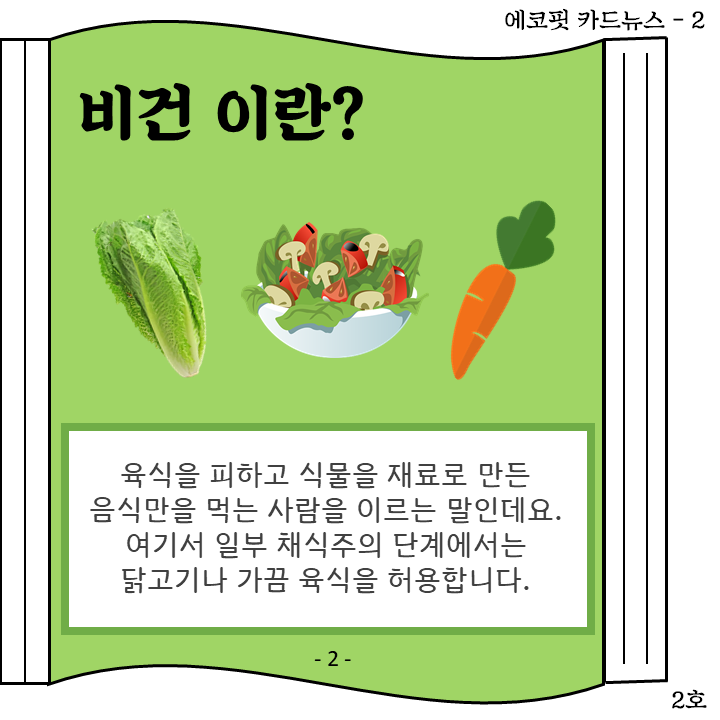 에코핏 카드뉴스 - 2
비건 이란?
육식을 피하고 식물을 재료로 만든
음식만을 먹는 사람을 이르는 말인데요.
여기서 일부 채식주의 단계에서는
닭고기나 가끔 육식을 허용합니다.
- 2 -
2호